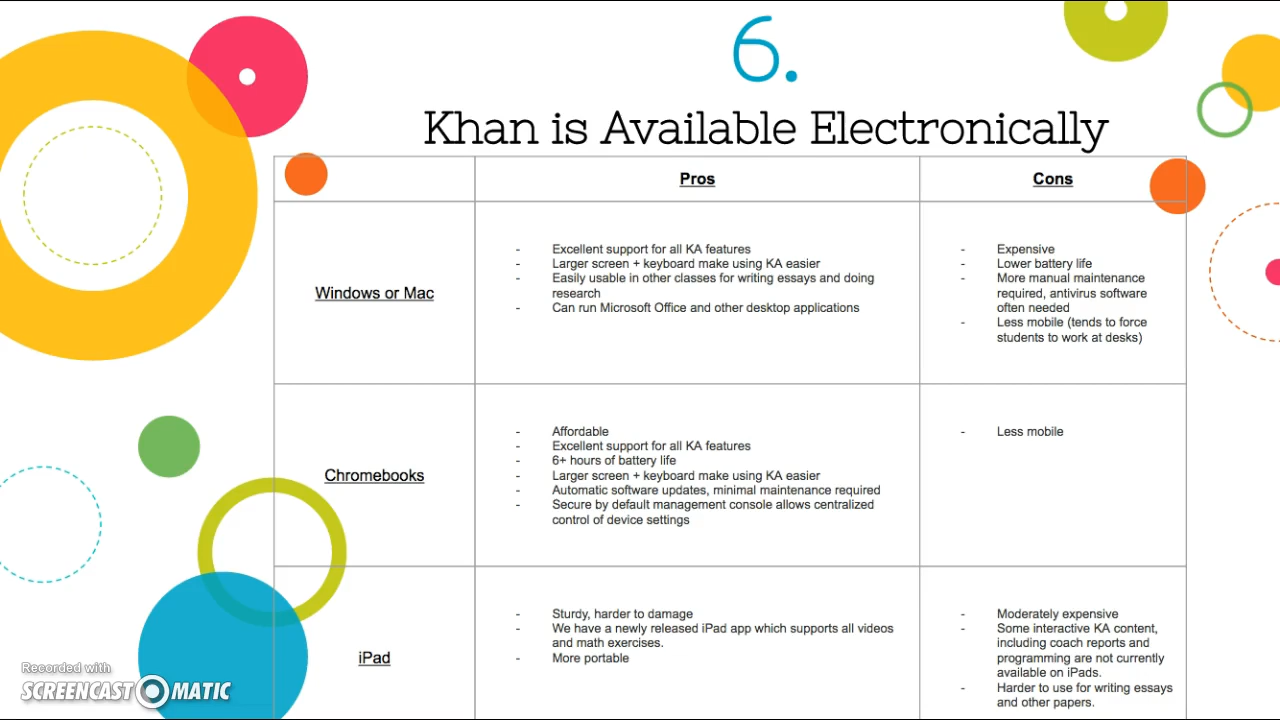 6.
Khan is Available Electronically
Pros
Cons
Windows or Mac
- Excellent support for all KA features
- Larger screen + keyboard make using KA easier
- Easily usable in other classes for writing essays and doing
research
- Can run Microsoft Office and other desktop applications
- Expensive
- Lower battery life
- More manual maintenance
required, antivirus software
often needed
- Less mobile (tends to force
students to work at desks)
Chromebooks
- Affordable
- Excellent support for all KA features
- 6+ hours of battery life
- Larger screen + keyboard make using KA easier
- Automatic software updates, minimal maintenance required
- Secure by default management console allows centralized
control of device settings
- Less mobile
iPad
- Sturdy, harder to damage
- We have a newly released iPad app which supports all videos
and math exercises.
- More portable
- Moderately expensive
- Some interactive KA content,
including coach reports and
programming are not currently
available on iPads.
- Harder to use for writing essays
and other papers.
Recorded with
SCREENCAST MATIC